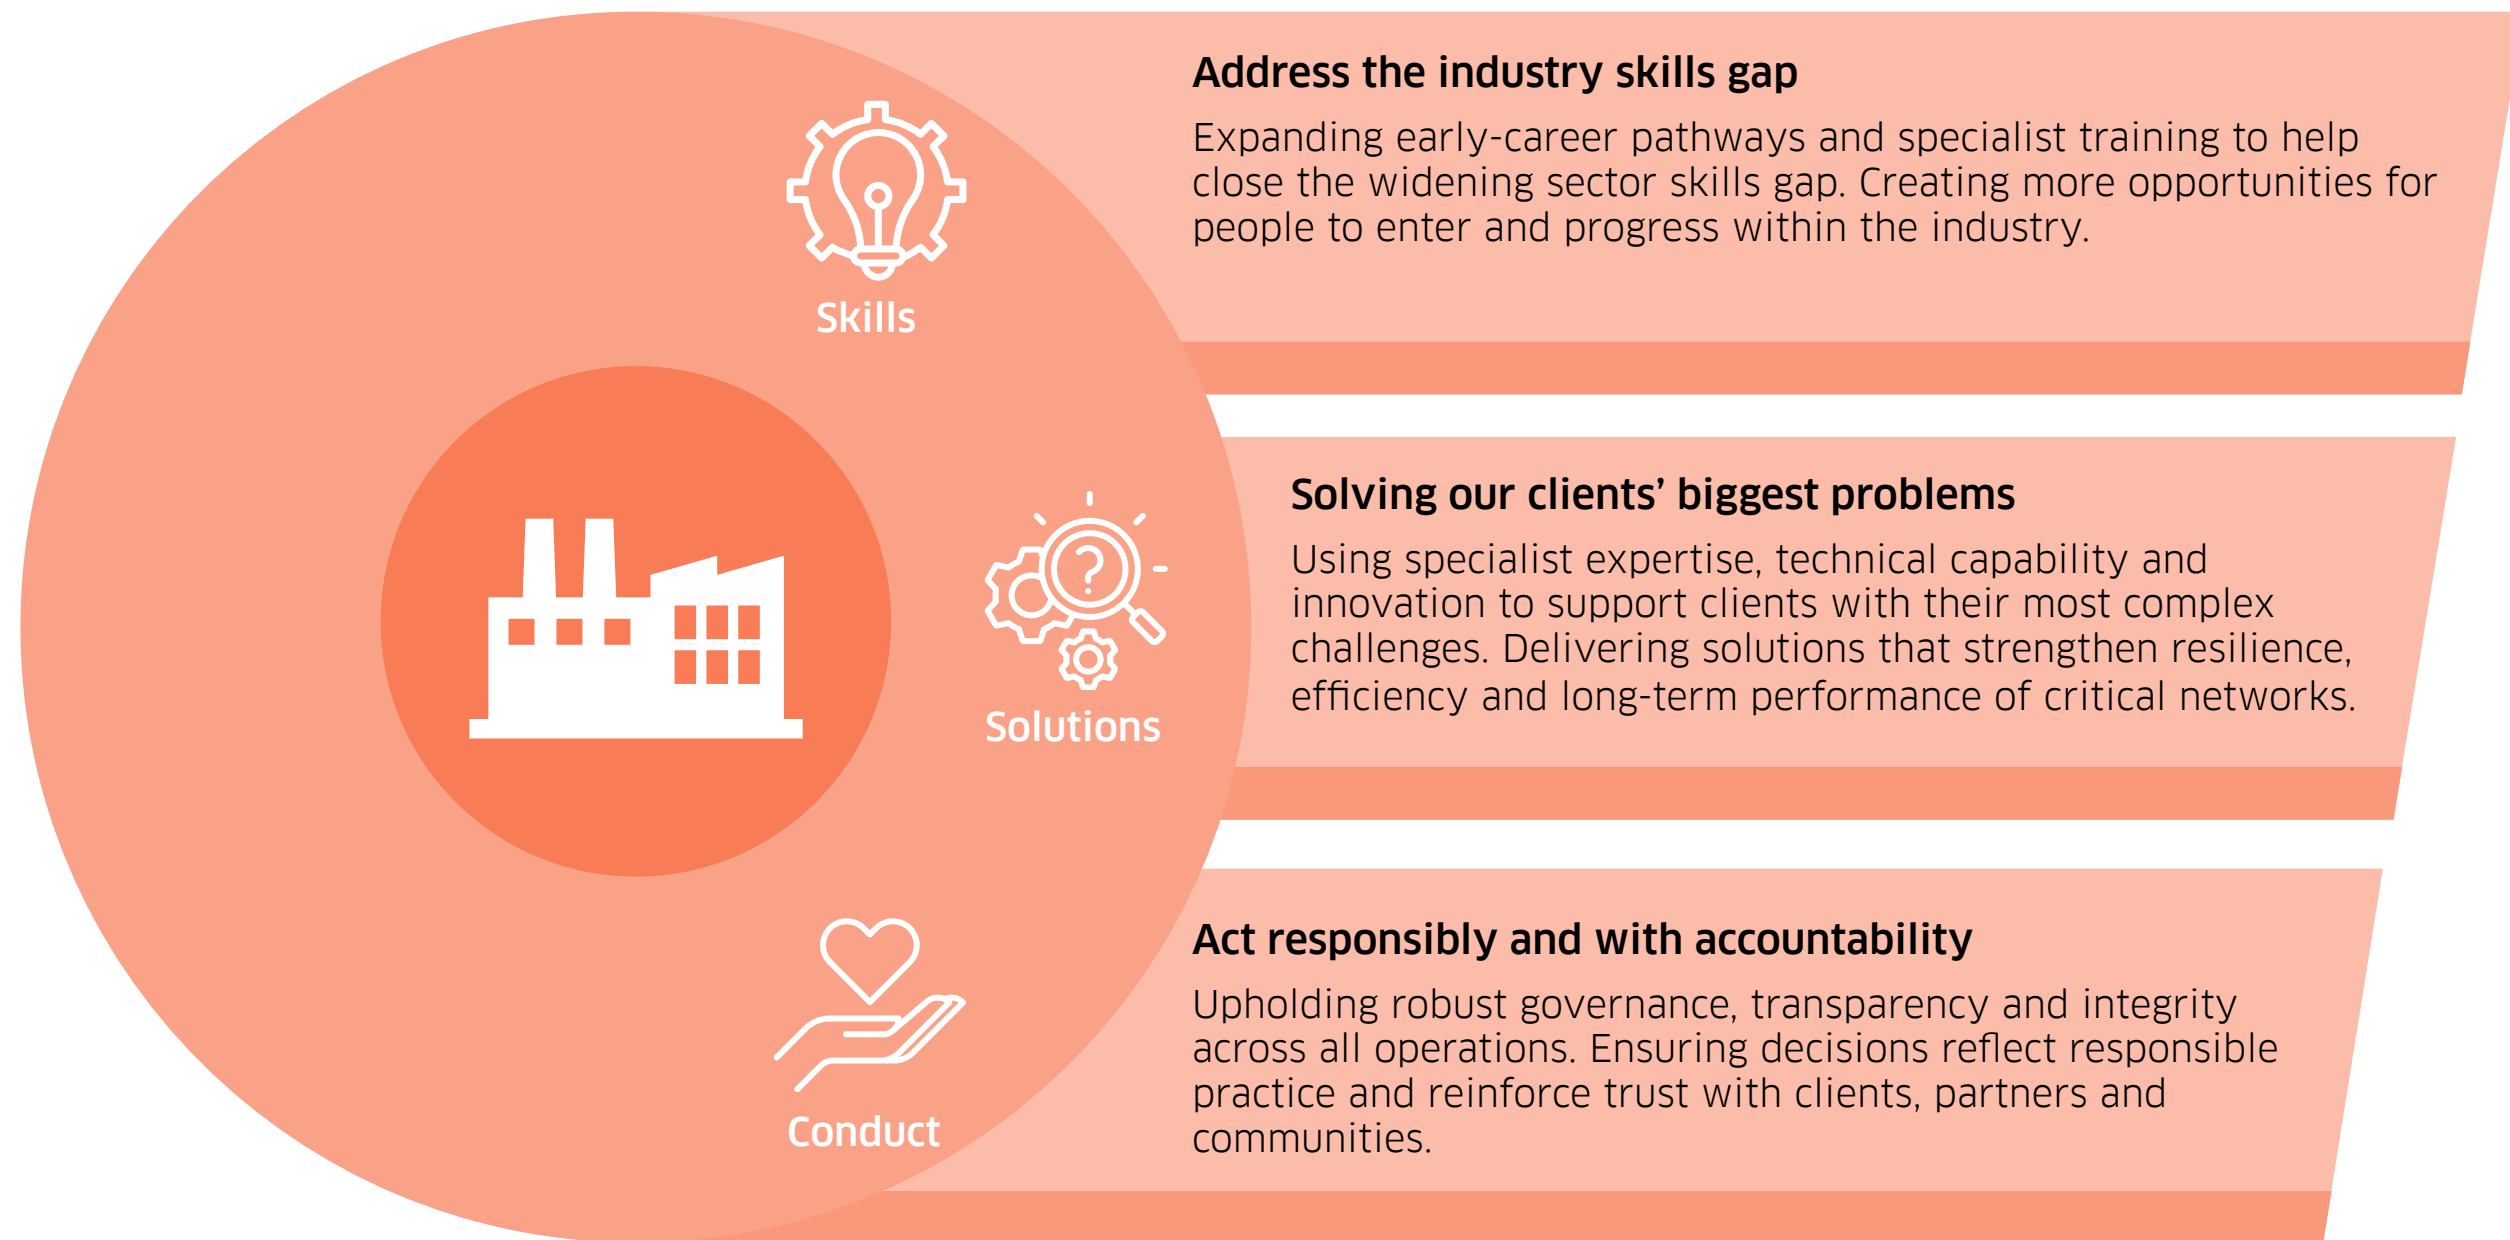 Address the industry skills gap
Expanding early-career pathways and specialist training to help
close the widening sector skills gap. Creating more opportunities for
people to enter and progress within the industry.
Skills
Solving our clients’ biggest problems
Using specialist expertise, technical capability and
innovation to support clients with their most complex
challenges. Delivering solutions that strengthen resilience,
efficiency and long-term performance of critical networks.
Solutions
Act responsibly and with accountability
Upholding robust governance, transparency and integrity
across all operations. Ensuring decisions reflect responsible
practice and reinforce trust with clients, partners and
communities.
Conduct